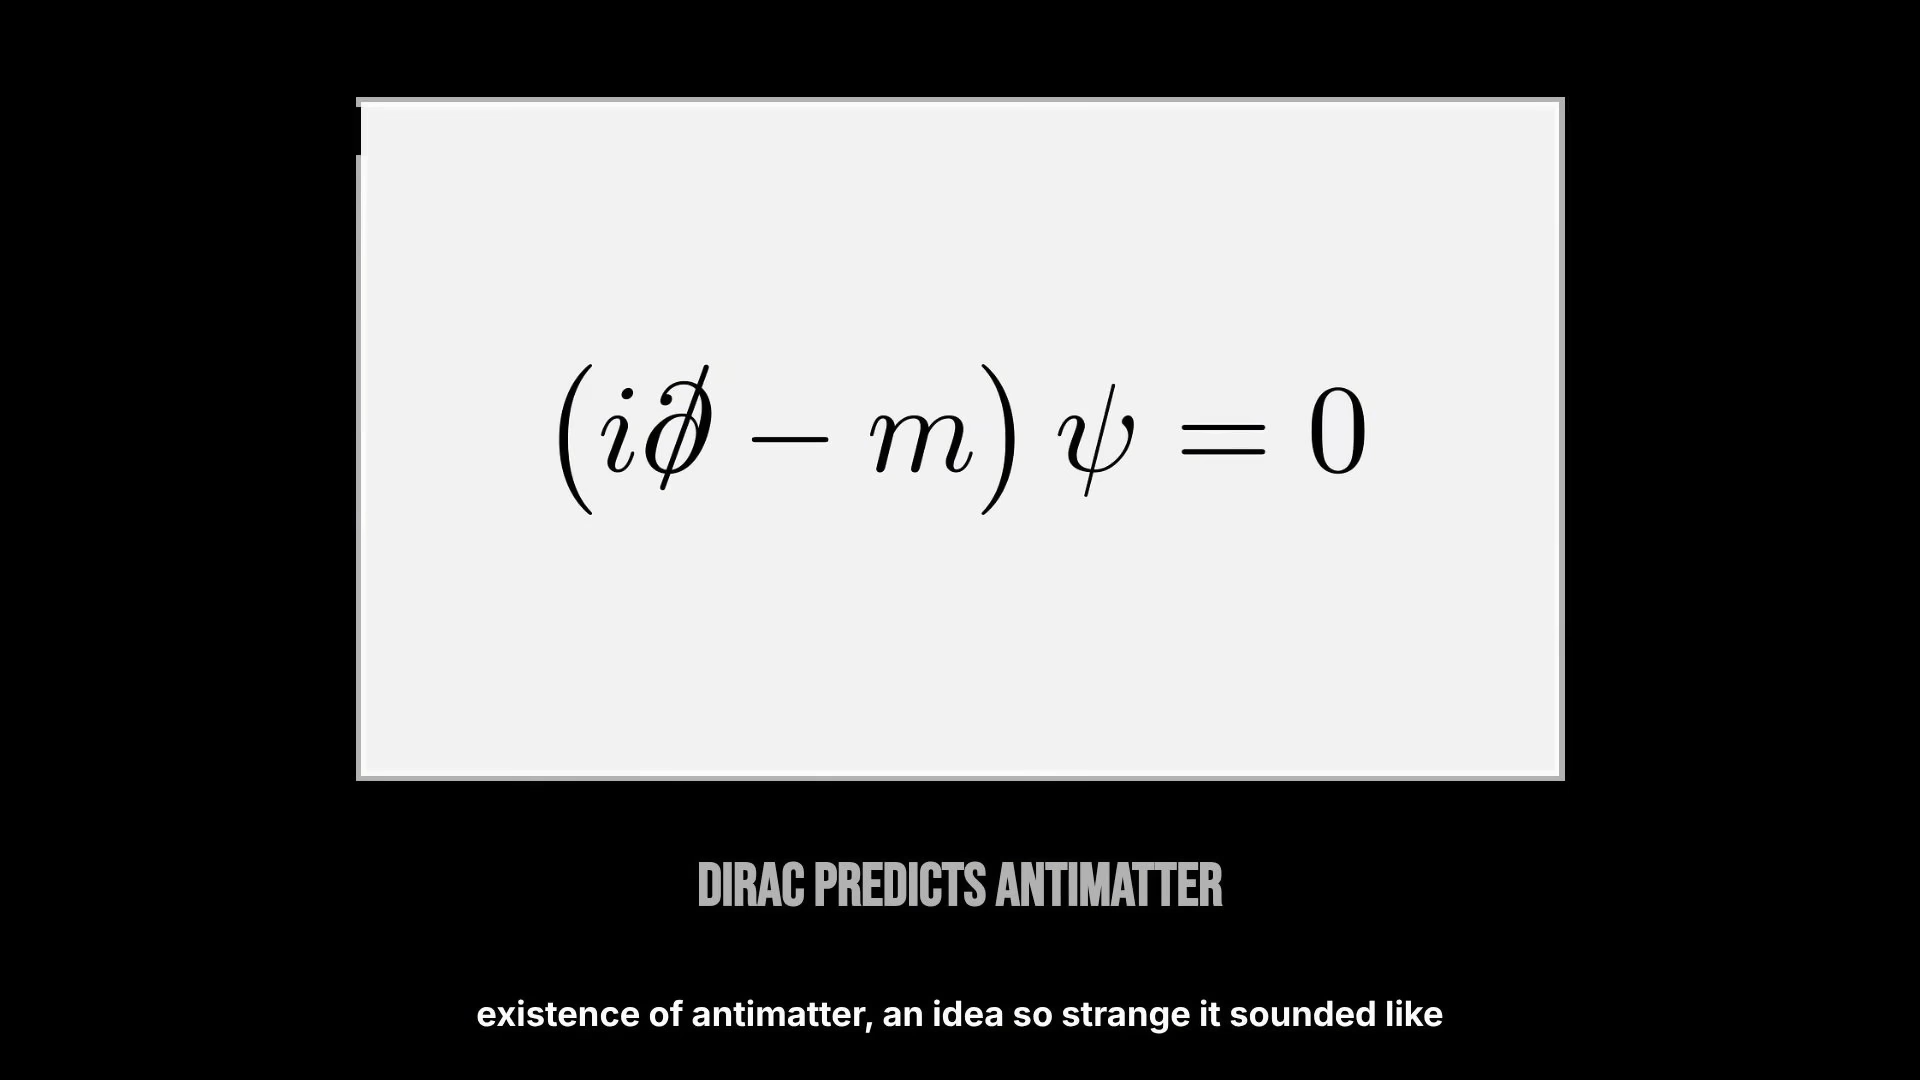 (i∂̸ − m) ψ = 0
DIRAC PREDICTS ANTIMATTER
existence of antimatter, an idea so strange it sounded like